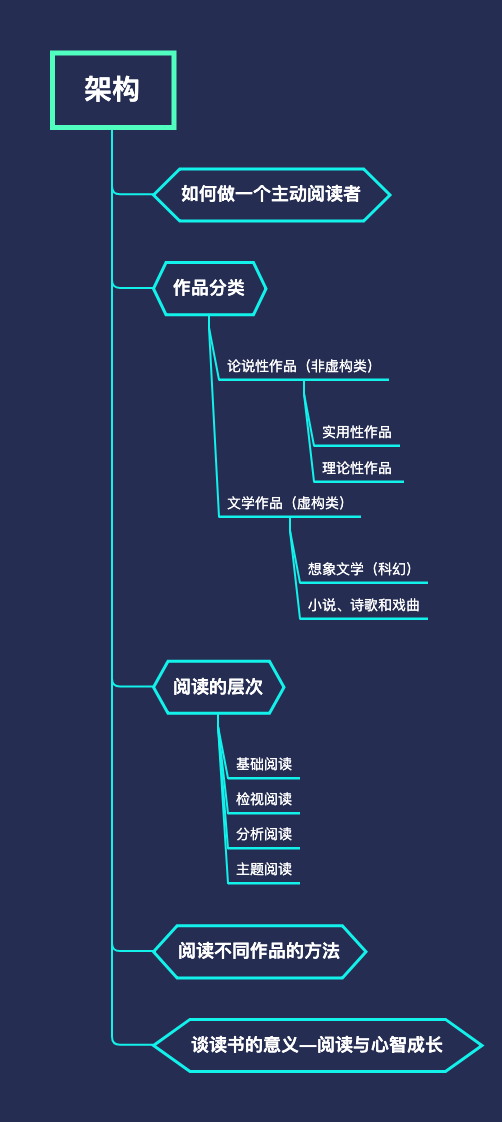 架构
如何做一个主动阅读者
作品分类
论说性作品（非虚构类）
实用性作品
理论性作品
文学作品（虚构类）
想象文学（科幻）
小说、诗歌和戏曲
阅读的层次
基础阅读
检视阅读
分析阅读
主题阅读
阅读不同作品的方法
谈读书的意义—阅读与心智成长